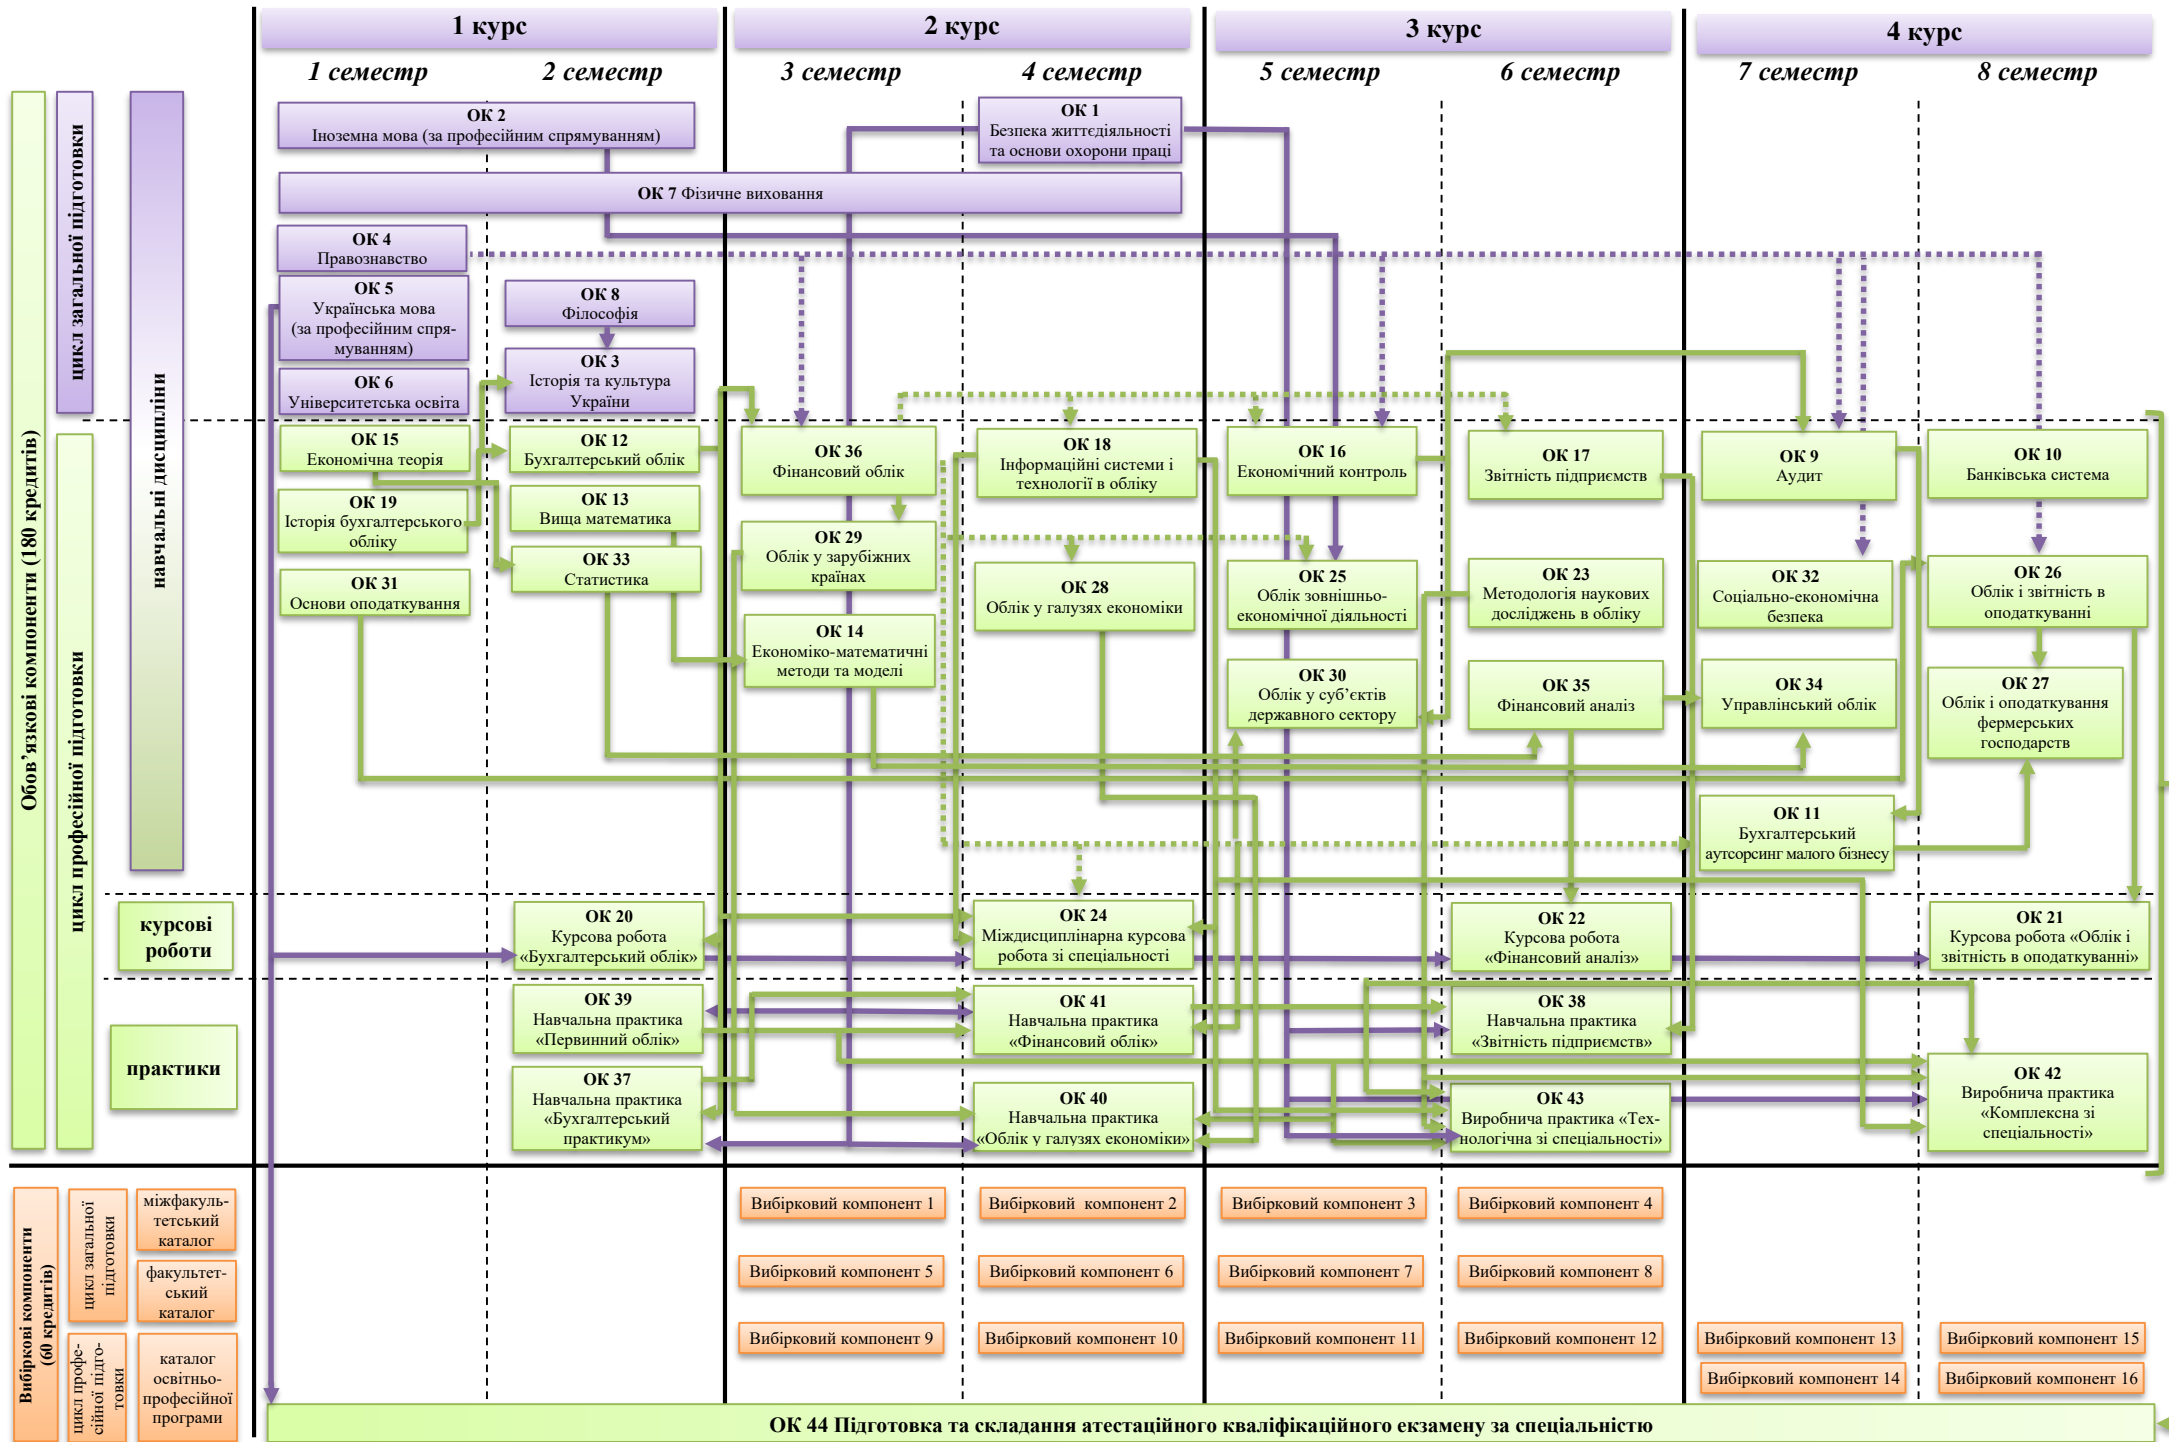 1 курс
2 курс
3 курс
4 курс
1 семестр
2 семестр
3 семестр
4 семестр
5 семестр
6 семестр
7 семестр
8 семестр
Обов’язкові компоненти (180 кредитів)
цикл загальної підготовки
цикл професійної підготовки
навчальні дисципліни
ОК 2
Іноземна мова (за професійним спрямуванням)
ОК 1
Безпека життєдіяльності
та основи охорони праці
ОК 7 Фізичне виховання
ОК 4
Правознавство
ОК 5
Українська мова
(за професійним спря-
муванням)
ОК 8
Філософія
ОК 6
Університетська освіта
ОК 3
Історія та культура
України
ОК 15
Економічна теорія
ОК 12
Бухгалтерський облік
ОК 36
Фінансовий облік
ОК 18
Інформаційні системи і
технології в обліку
ОК 16
Економічний контроль
ОК 17
Звітність підприємств
ОК 9
Аудит
ОК 10
Банківська система
ОК 19
Історія бухгалтерського
обліку
ОК 13
Вища математика
ОК 29
Облік у зарубіжних
країнах
ОК 33
Статистика
ОК 31
Основи оподаткування
ОК 28
Облік у галузях економіки
ОК 25
Облік зовнішньо-
економічної діяльності
ОК 23
Методологія наукових
досліджень в обліку
ОК 32
Соціально-економічна
безпека
ОК 26
Облік і звітність в
оподаткуванні
ОК 14
Економіко-математичні
методи та моделі
ОК 30
Облік у суб’єктів
державного сектору
ОК 35
Фінансовий аналіз
ОК 34
Управлінський облік
ОК 27
Облік і оподаткування
фермерських
господарств
ОК 11
Бухгалтерський
аутсорсинг малого бізнесу
курсові
роботи
ОК 20
Курсова робота
«Бухгалтерський облік»
ОК 24
Міждисциплінарна курсова
робота зі спеціальності
ОК 22
Курсова робота
«Фінансовий аналіз»
ОК 21
Курсова робота «Облік і
звітність в оподаткуванні»
практики
ОК 39
Навчальна практика
«Первинний облік»
ОК 41
Навчальна практика
«Фінансовий облік»
ОК 38
Навчальна практика
«Звітність підприємств»
ОК 37
Навчальна практика
«Бухгалтерський
практикум»
ОК 40
Навчальна практика
«Облік у галузях економіки»
ОК 43
Виробнича практика «Тех-
нологічна зі спеціальності»
ОК 42
Виробнича практика
«Комплексна зі
спеціальності»
Вибіркові компоненти
(60 кредитів)
цикл загальної
підготовки
цикл профе-
сійної підго-
товки
міжфакуль-
тетський
каталог
факультет-
ський
каталог
каталог
освітньо-
професійної
програми
Вибірковий компонент 1
Вибірковий компонент 2
Вибірковий компонент 3
Вибірковий компонент 4
Вибірковий компонент 5
Вибірковий компонент 6
Вибірковий компонент 7
Вибірковий компонент 8
Вибірковий компонент 9
Вибірковий компонент 10
Вибірковий компонент 11
Вибірковий компонент 12
Вибірковий компонент 13
Вибірковий компонент 15
Вибірковий компонент 14
Вибірковий компонент 16
ОК 44 Підготовка та складання атестаційного кваліфікаційного екзамену за спеціальністю